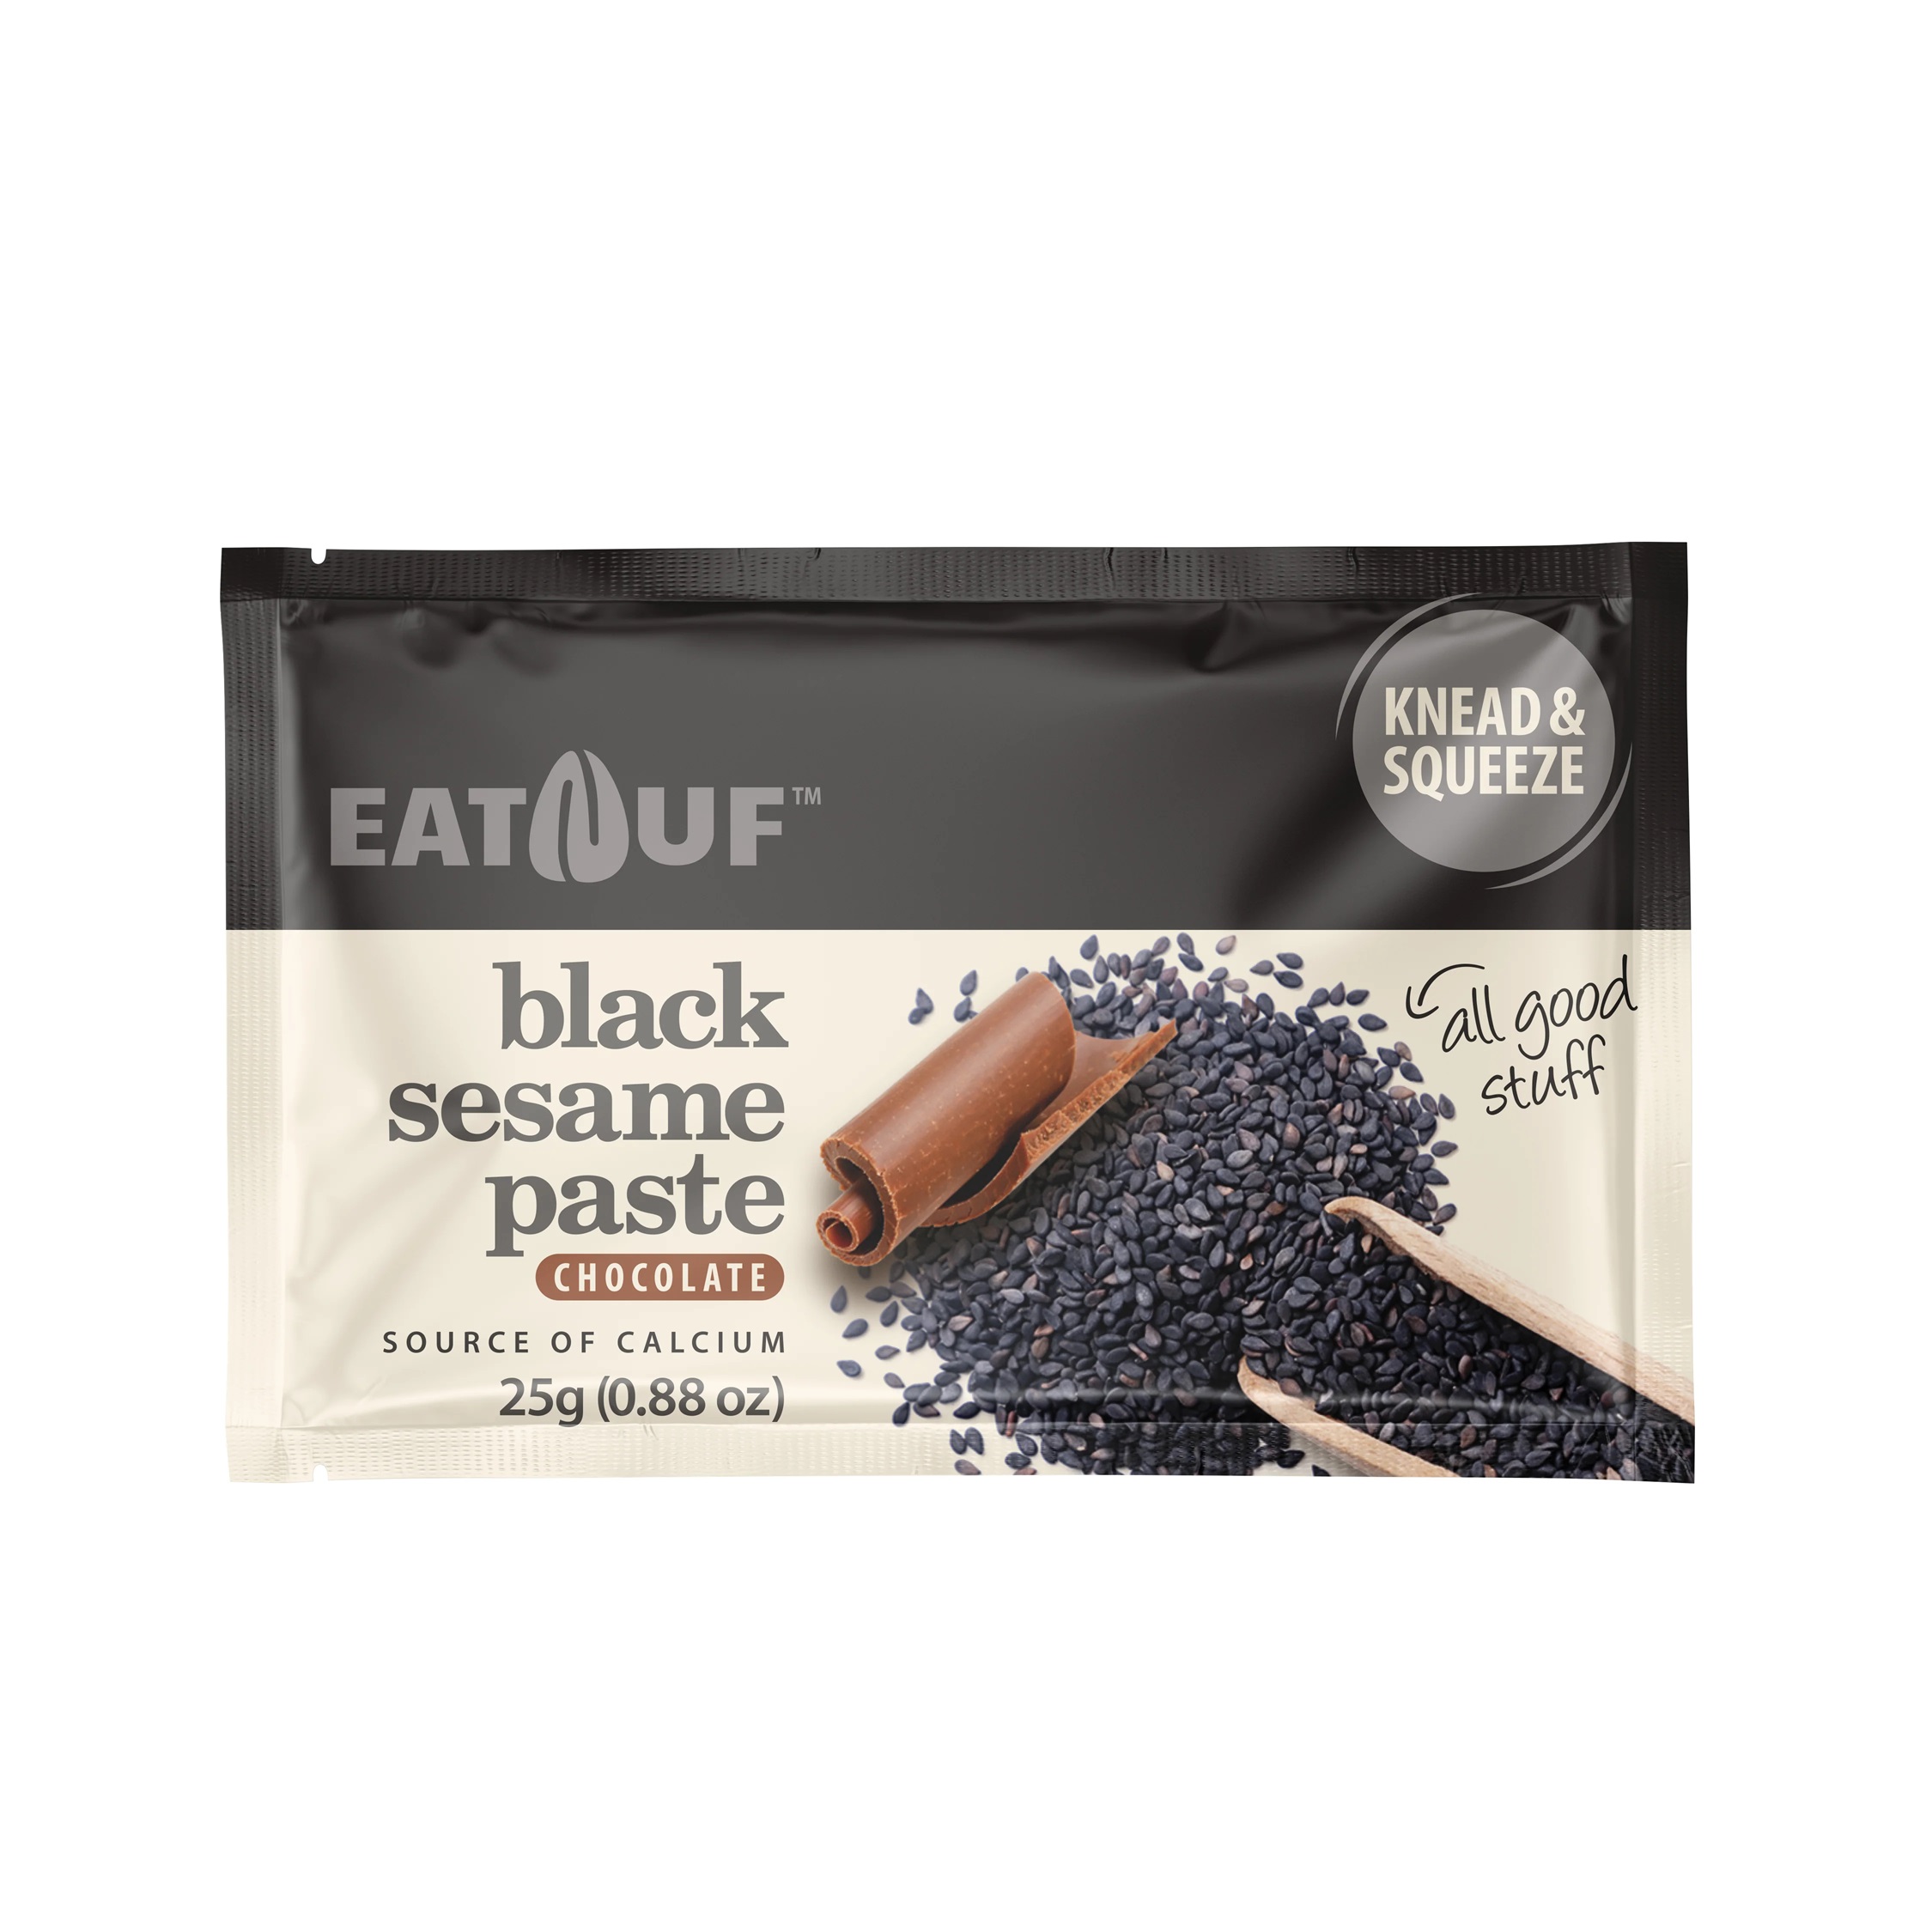 KNEAD &
SQUEEZE
EATNUF™
black
sesame
paste
CHOCOLATE
SOURCE OF CALCIUM
25g (0.88 oz)
all good
stuff